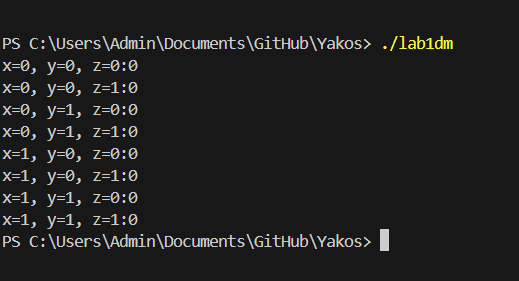 PS C:\Users\Admin\Documents\GitHub\Yakos> ./lab1dm
x=0, y=0, z=0:0
x=0, y=0, z=1:0
x=0, y=1, z=0:0
x=0, y=1, z=1:0
x=1, y=0, z=0:0
x=1, y=0, z=1:0
x=1, y=1, z=0:0
x=1, y=1, z=1:0
PS C:\Users\Admin\Documents\GitHub\Yakos>